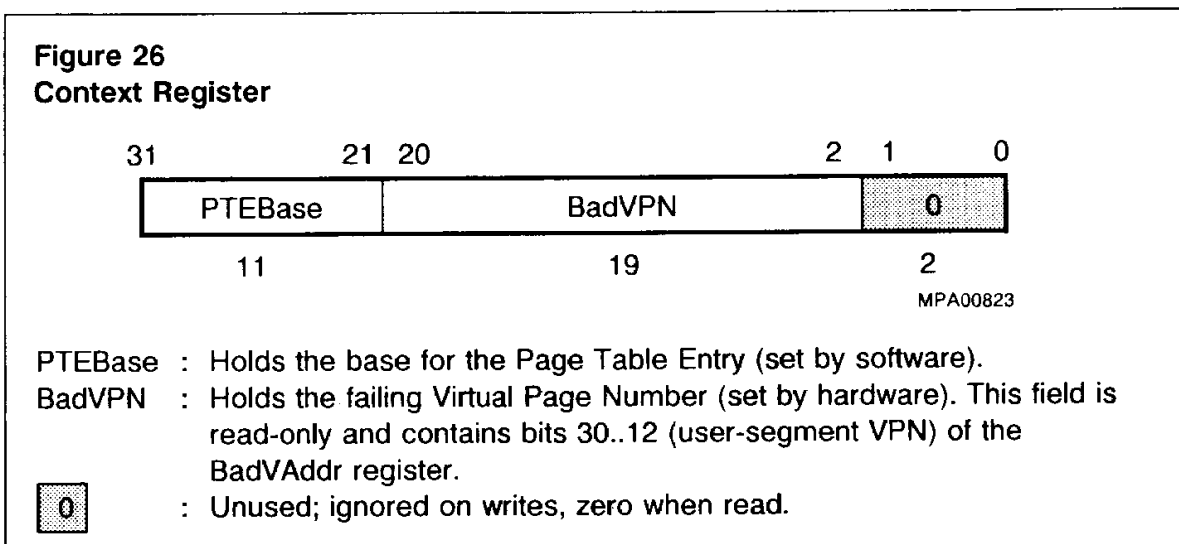 Figure 26
Context Register
31 21 20 2 1 0
PTEBase BadVPN 0
11 19 2
MPA00823
PTEBase : Holds the base for the Page Table Entry (set by software).
BadVPN : Holds the failing Virtual Page Number (set by hardware). This field is
read-only and contains bits 30..12 (user-segment VPN) of the
BadVAddr register.
0 : Unused; ignored on writes, zero when read.